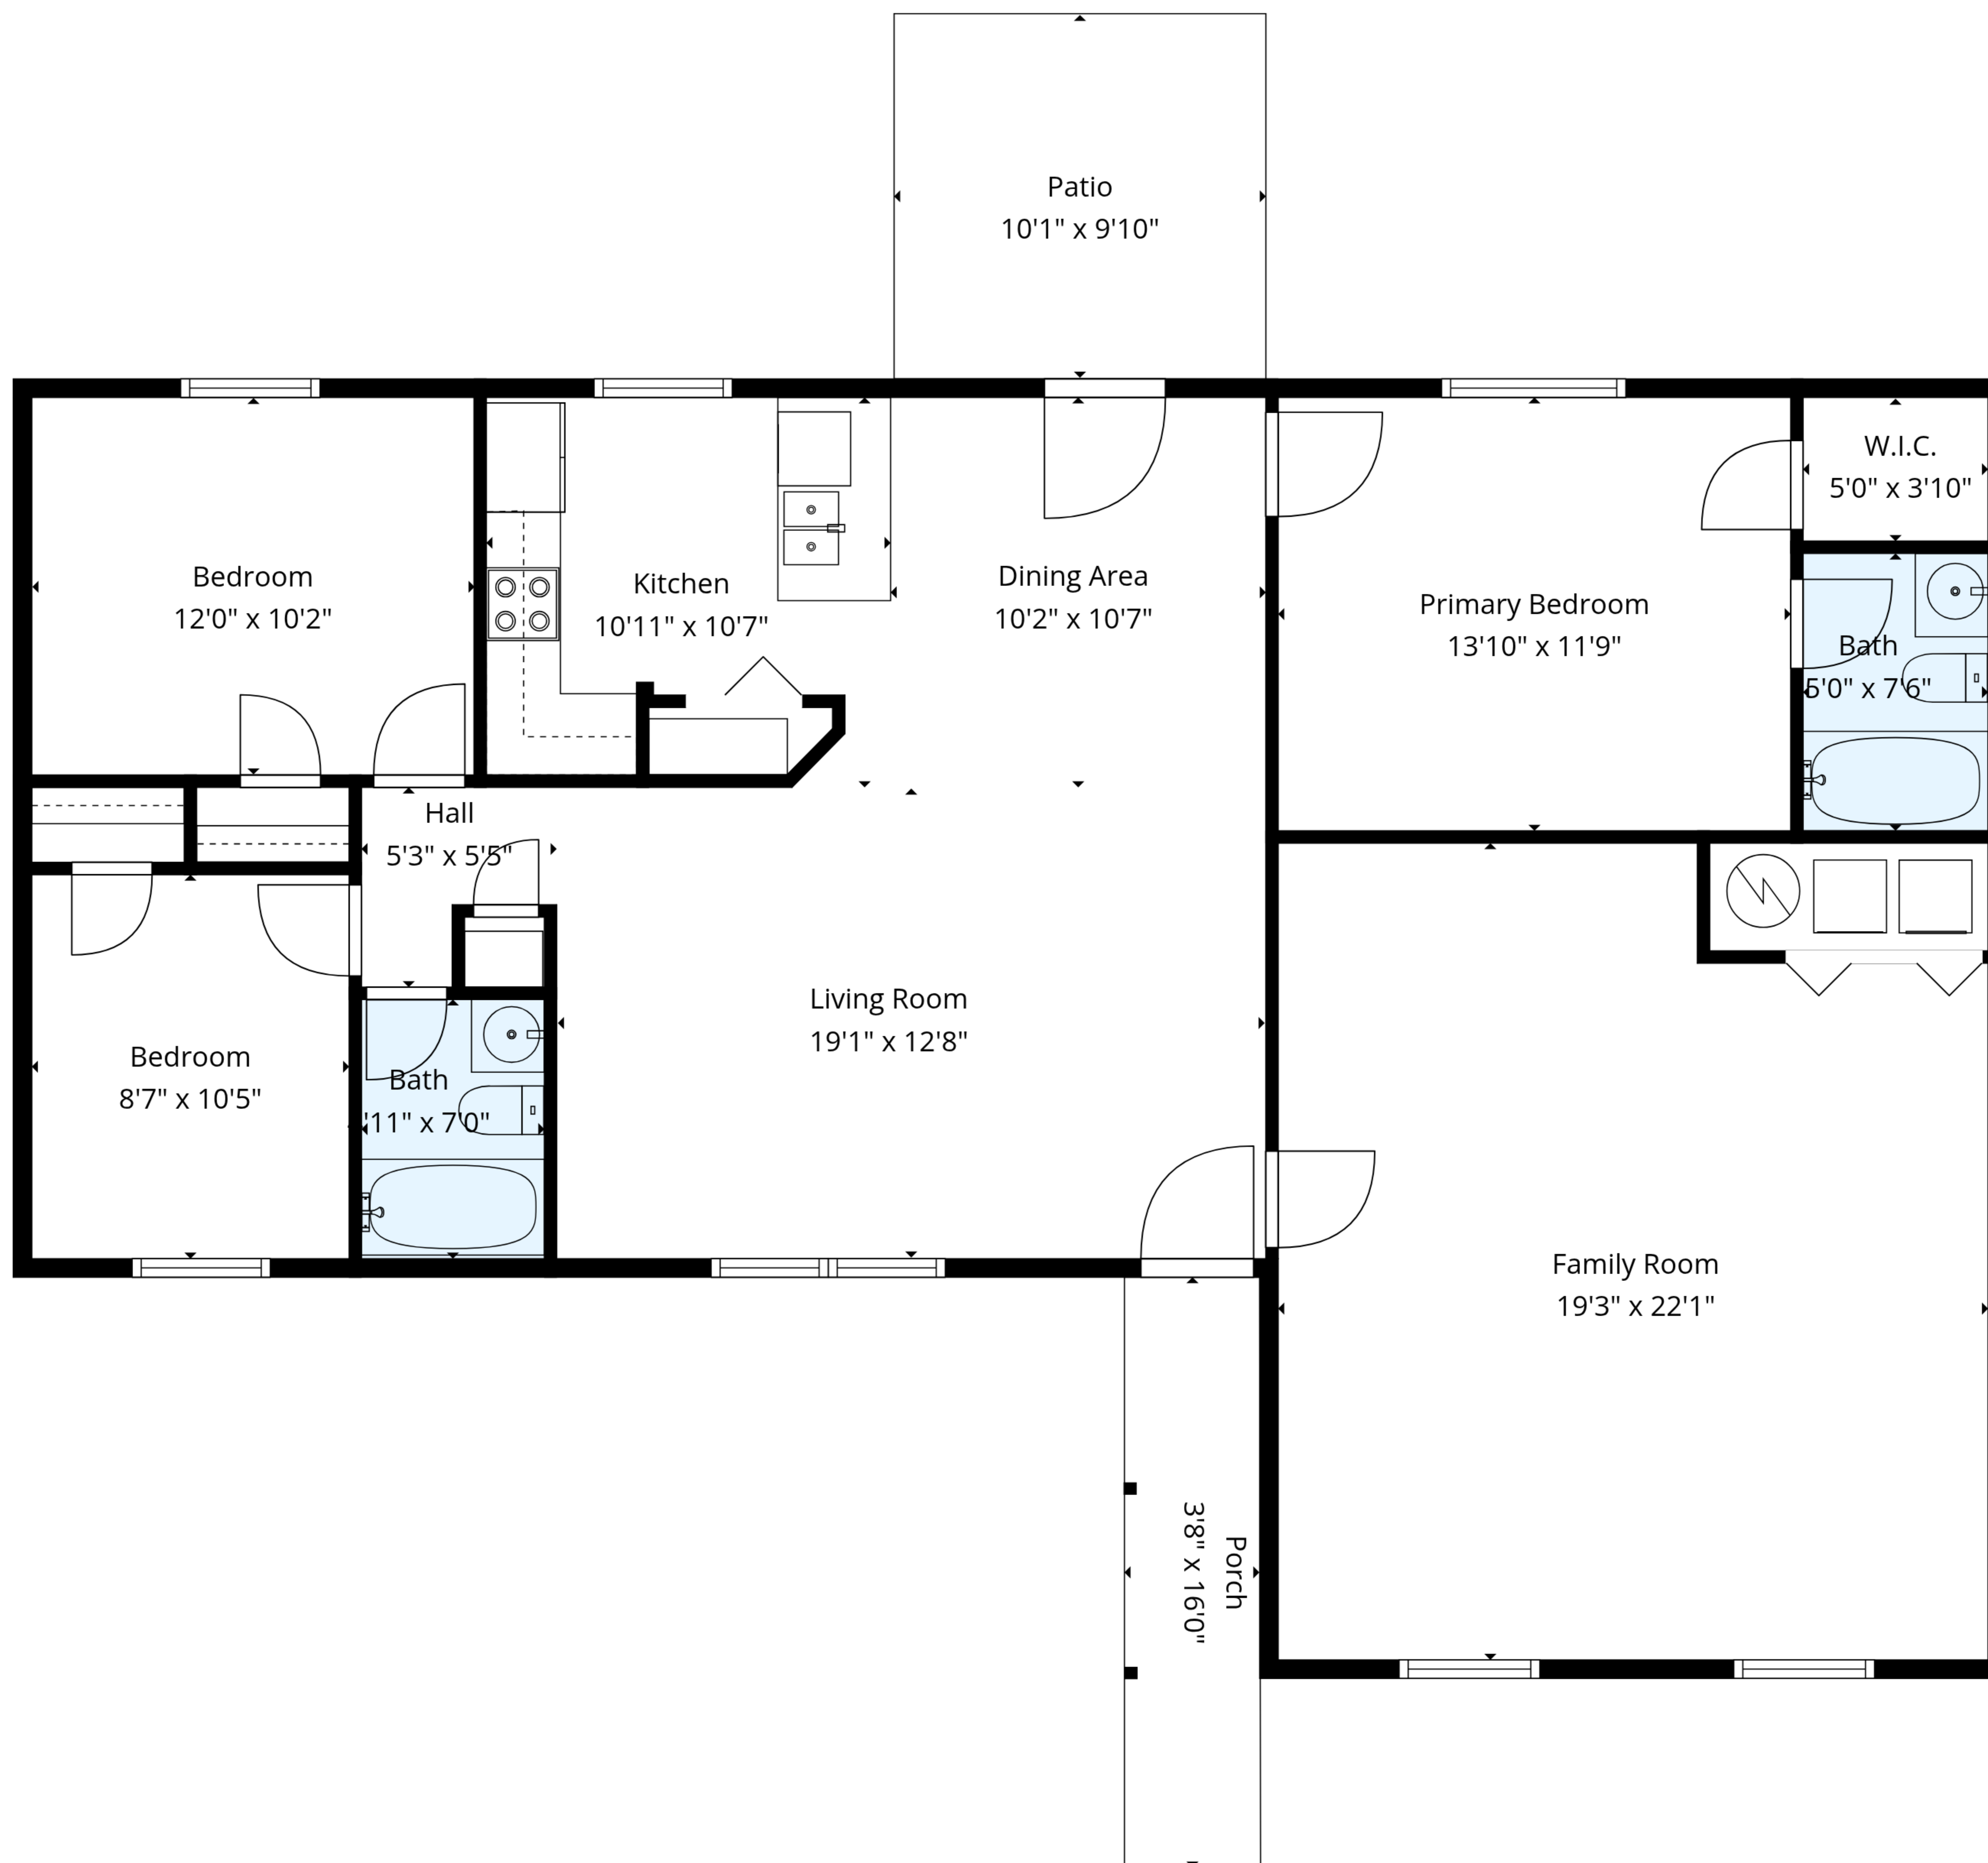 Patio
10'1" x 9'10"
W.I.C.
5'0" x 3'10"
Bedroom
12'0" x 10'2"
Kitchen
10'11" x 10'7"
Dining Area
10'2" x 10'7"
Primary Bedroom
13'10" x 11'9"
Bath
5'0" x 7'6"
Hall
5'3" x 5'5"
Living Room
19'1" x 12'8"
Bedroom
8'7" x 10'5"
Bath
'11" x 7'0"
Family Room
19'3" x 22'1"
Porch
3'8" x 16'0"